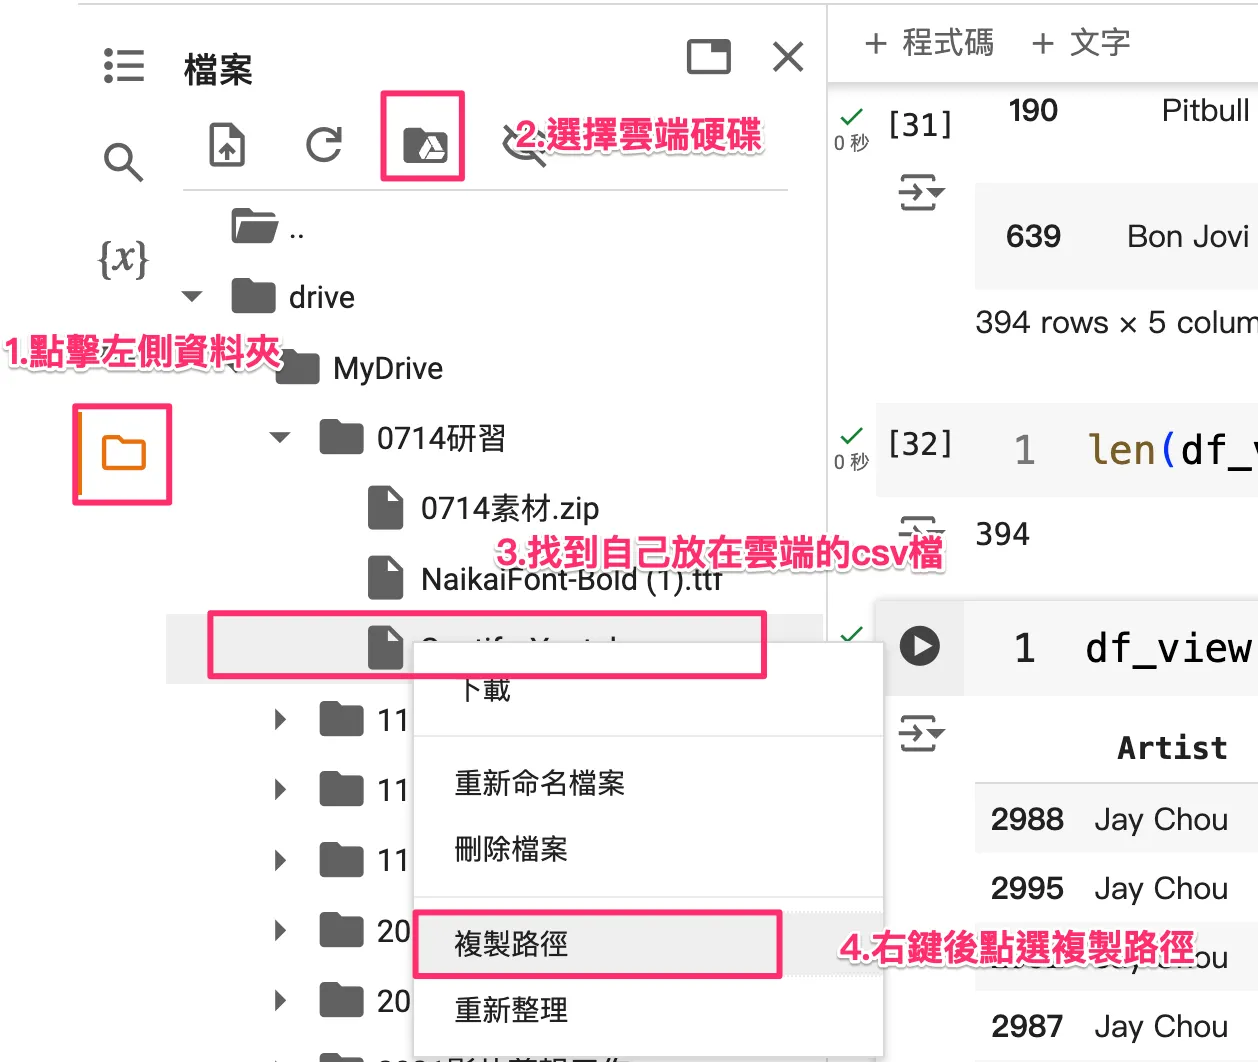 檔案
+ 程式碼 + 文字
2.選擇雲端硬碟
{x}
..
drive
1.點擊左側資料夾
MyDrive
0714研習
0714素材.zip
3.找到自己放在雲端的csv檔
NaikaiFont-Bold (1).ttf
下載
11
重新命名檔案
11
刪除檔案
11
20
複製路徑
4.右鍵後點選複製路徑
20
重新整理
0 秒
[31]
190 Pitbull
639 Bon Jovi
394 rows × 5 colum
0 秒
[32]
1 len(df_v
394
1 df_view
Artist
2988 Jay Chou
2995 Jay Chou
2987 Jay Chou